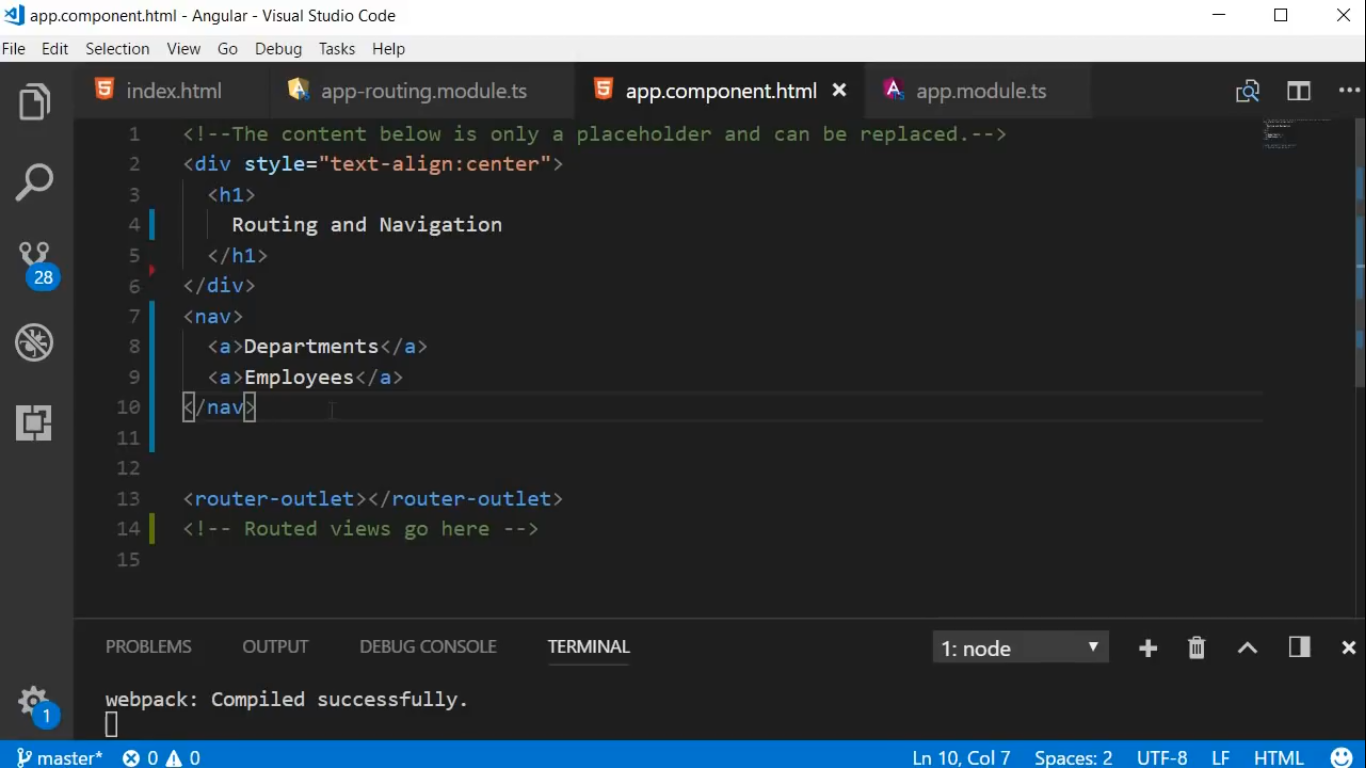 app.component.html - Angular - Visual Studio Code
File Edit Selection View Go Debug Tasks Help
index.html app-routing.module.ts app.component.html app.module.ts
1 <!--The content below is only a placeholder and can be replaced.-->
2 <div style="text-align:center">
3 <h1>
4 Routing and Navigation
5 </h1>
6 </div>
7 <nav>
8 <a>Departments</a>
9 <a>Employees</a>
10 </nav>
11
12
13 <router-outlet></router-outlet>
14 <!-- Routed views go here -->
15
28
PROBLEMS OUTPUT DEBUG CONSOLE TERMINAL 1: node
webpack: Compiled successfully.
1
master* 0 0 Ln 10, Col 7 Spaces: 2 UTF-8 LF HTML